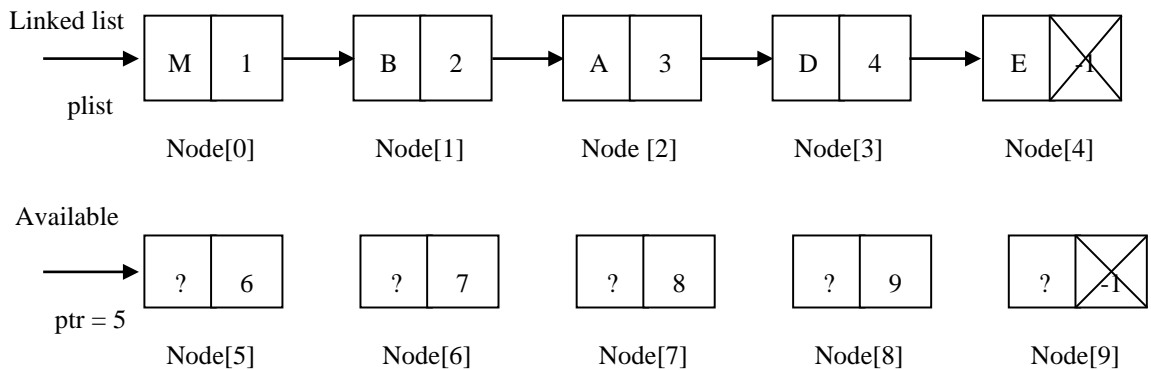 Linked list
M 1 B 2 A 3 D 4 E -1
plist
Node[0] Node[1] Node [2] Node[3] Node[4]
Available
? 6 ? 7 ? 8 ? 9 ? -1
ptr = 5
Node[5] Node[6] Node[7] Node[8] Node[9]